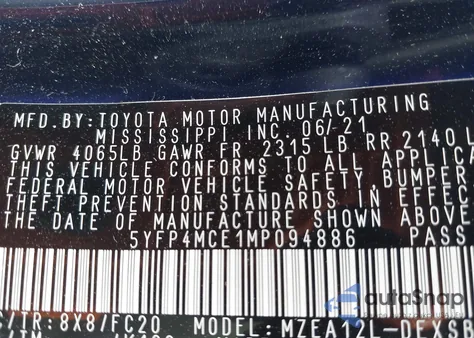 MFD.BY:TOYOTA MOTOR MANUFACTURING
MISSISSIPPI INC. 06/21
GVWR 4065LB GAWR FR 2315 LB RR 2140
THIS VEHICLE CONFORMS TO ALL APPLICA
FEDERAL MOTOR VEHICLE SAFETY,BUMPER
THEFT PREVENTION STANDARDS IN EFFEC
THE DATE OF MANUFACTURE SHOWN ABOVE
5YFP4MCE1MP094886 PASS
/TR:8X8/FC20 MODEL: MZEA12L-DEXSB
autoSnap